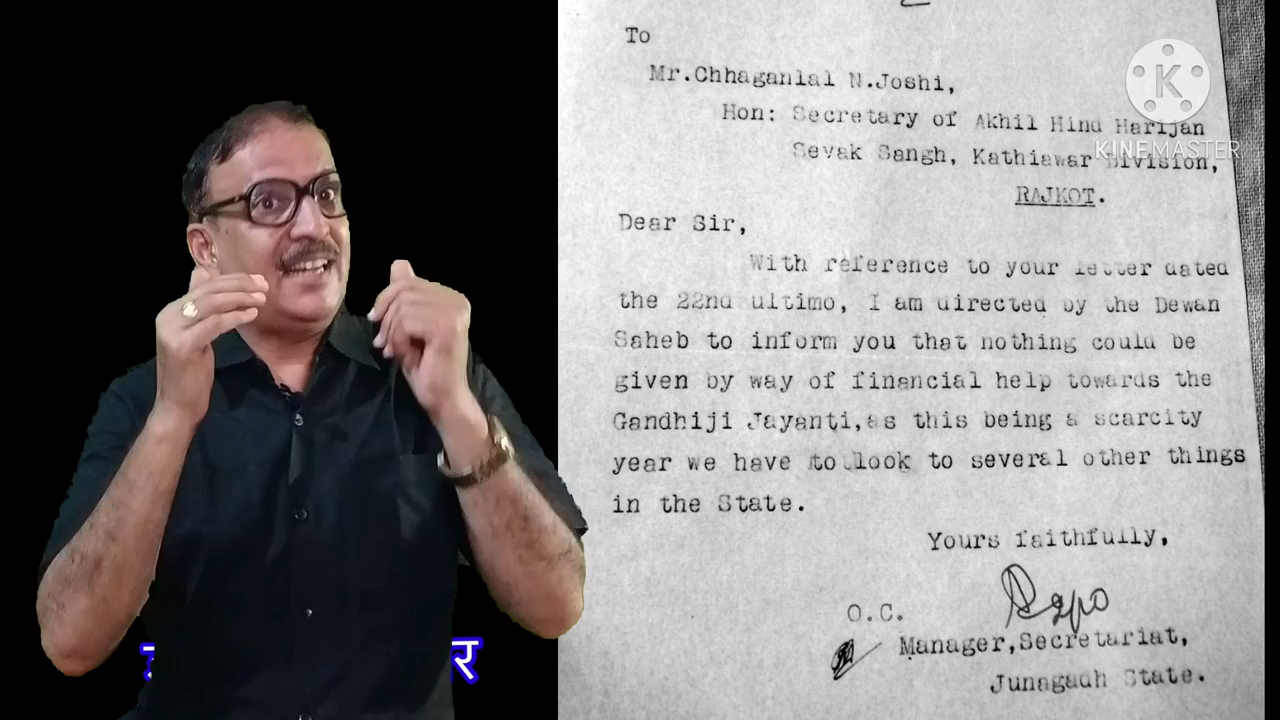 To
Mr.Chhaganlal N.Joshi,
Hon: Secretary of Akhil Hind Harijan
Sevak Sangh, Kathiawar Division,
RAJKOT.
Dear Sir,
With reference to your letter dated
the 22nd ultimo, I am directed by the Dewan
Saheb to inform you that nothing could be
given by way of financial help towards the
Gandhiji Jayanti,as this being a scarcity
year we have to look to several other things
in the State.
Yours faithfully,
O.C.
Manager,Secretariat,
Junagadh State.
K
KINEMASTER
र